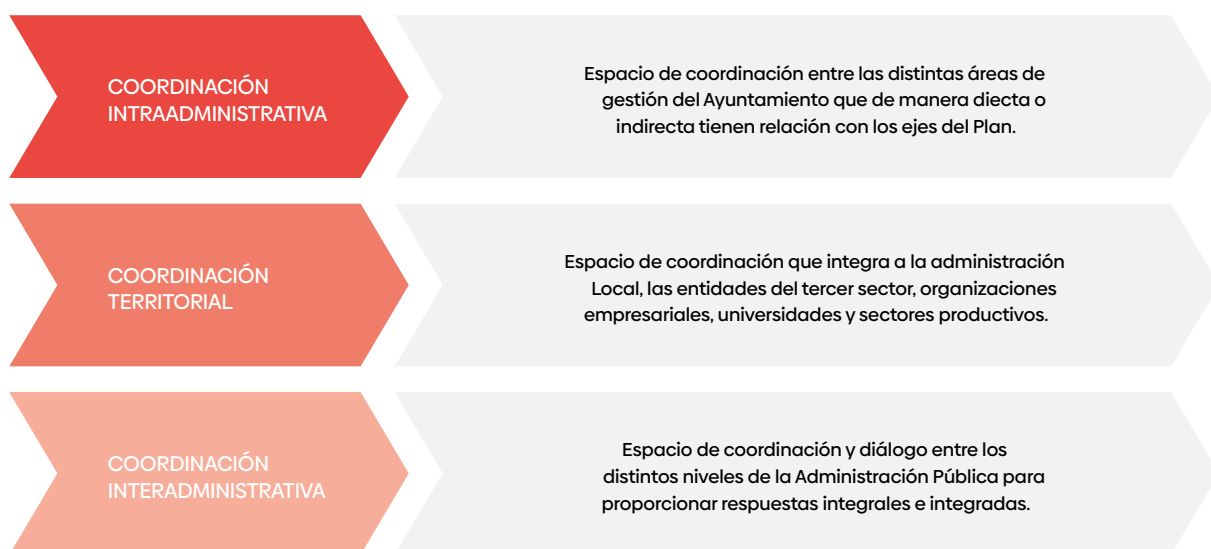 COORDINACIÓN
INTRAADMINISTRATIVA
Espacio de coordinación entre las distintas áreas de
gestión del Ayuntamiento que de manera diecta o
indirecta tienen relación con los ejes del Plan.
COORDINACIÓN
TERRITORIAL
Espacio de coordinación que integra a la administración
Local, las entidades del tercer sector, organizaciones
empresariales, universidades y sectores productivos.
COORDINACIÓN
INTERADMINISTRATIVA
Espacio de coordinación y diálogo entre los
distintos niveles de la Administración Pública para
proporcionar respuestas integrales e integradas.